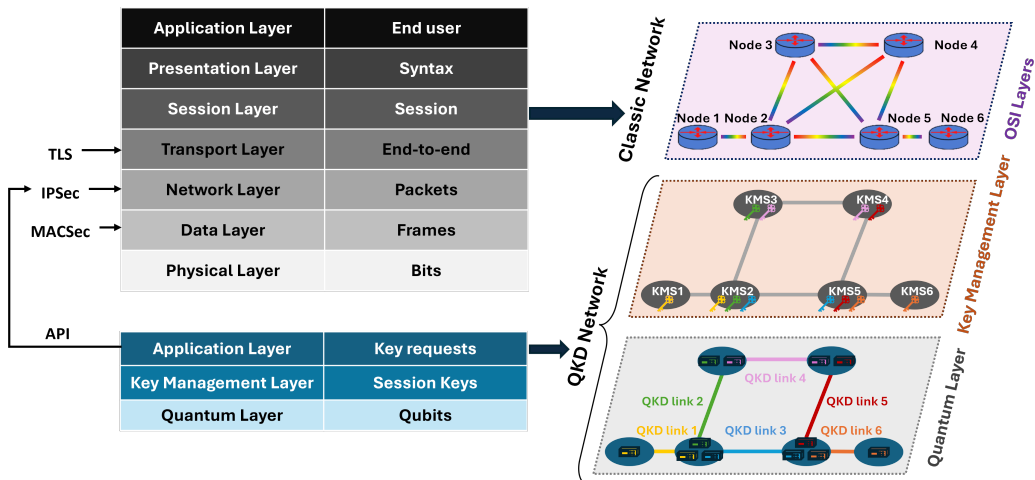 Application Layer End user
Presentation Layer Syntax
Session Layer Session
TLS Transport Layer End-to-end
IPSec Network Layer Packets
MACSec Data Layer Frames
Physical Layer Bits
API
Application Layer Key requests
Key Management Layer Session Keys
Quantum Layer Qubits
Classic Network
Node 3 Node 4
Node 1 Node 2 Node 5 Node 6
OSI Layers
QKD Network
KMS3 KMS4
KMS1 KMS2 KMS5 KMS6
Key Management Layer
QKD link 4
QKD link 2 QKD link 5
QKD link 1 QKD link 3 QKD link 6
Quantum Layer